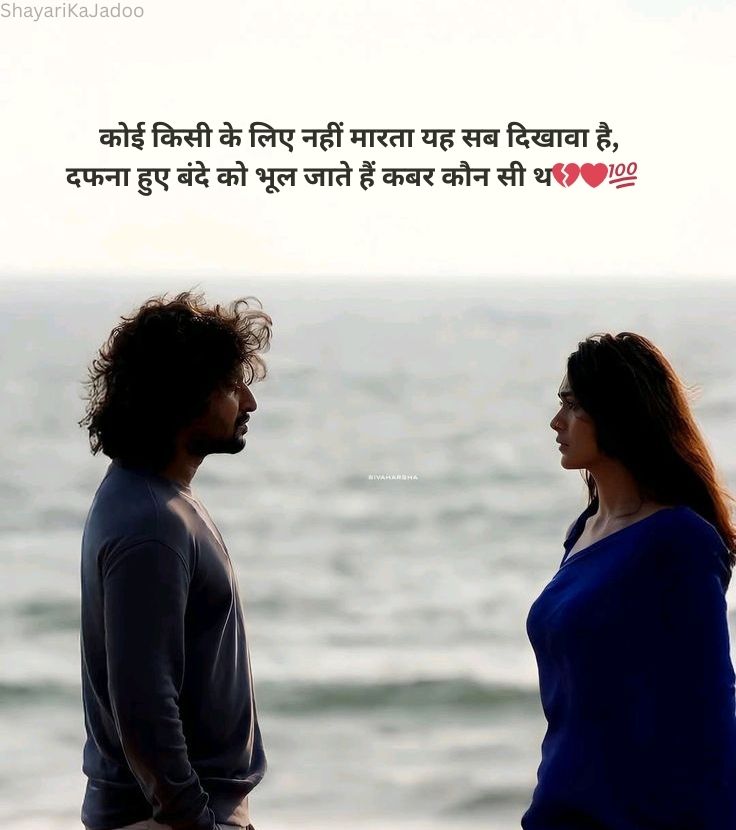 ShayariKaJadoo
कोई किसी के लिए नहीं मारता यह सब दिखावा है,
दफना हुए बंदे को भूल जाते हैं कबर कौन सी थ💔❤️💯
SIVAHARSHA